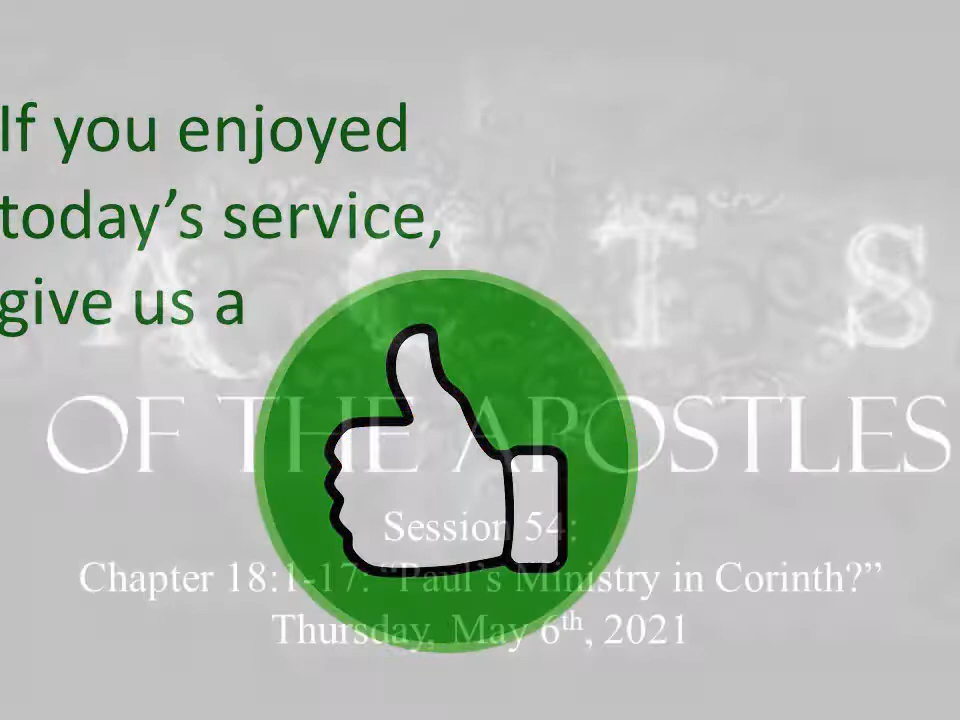 If you enjoyed
today’s service,
give us a
ACTS
OF THE APOSTLES
Session 54:
Chapter 18:1-17: “Paul’s Ministry in Corinth?”
Thursday, May 6th, 2021